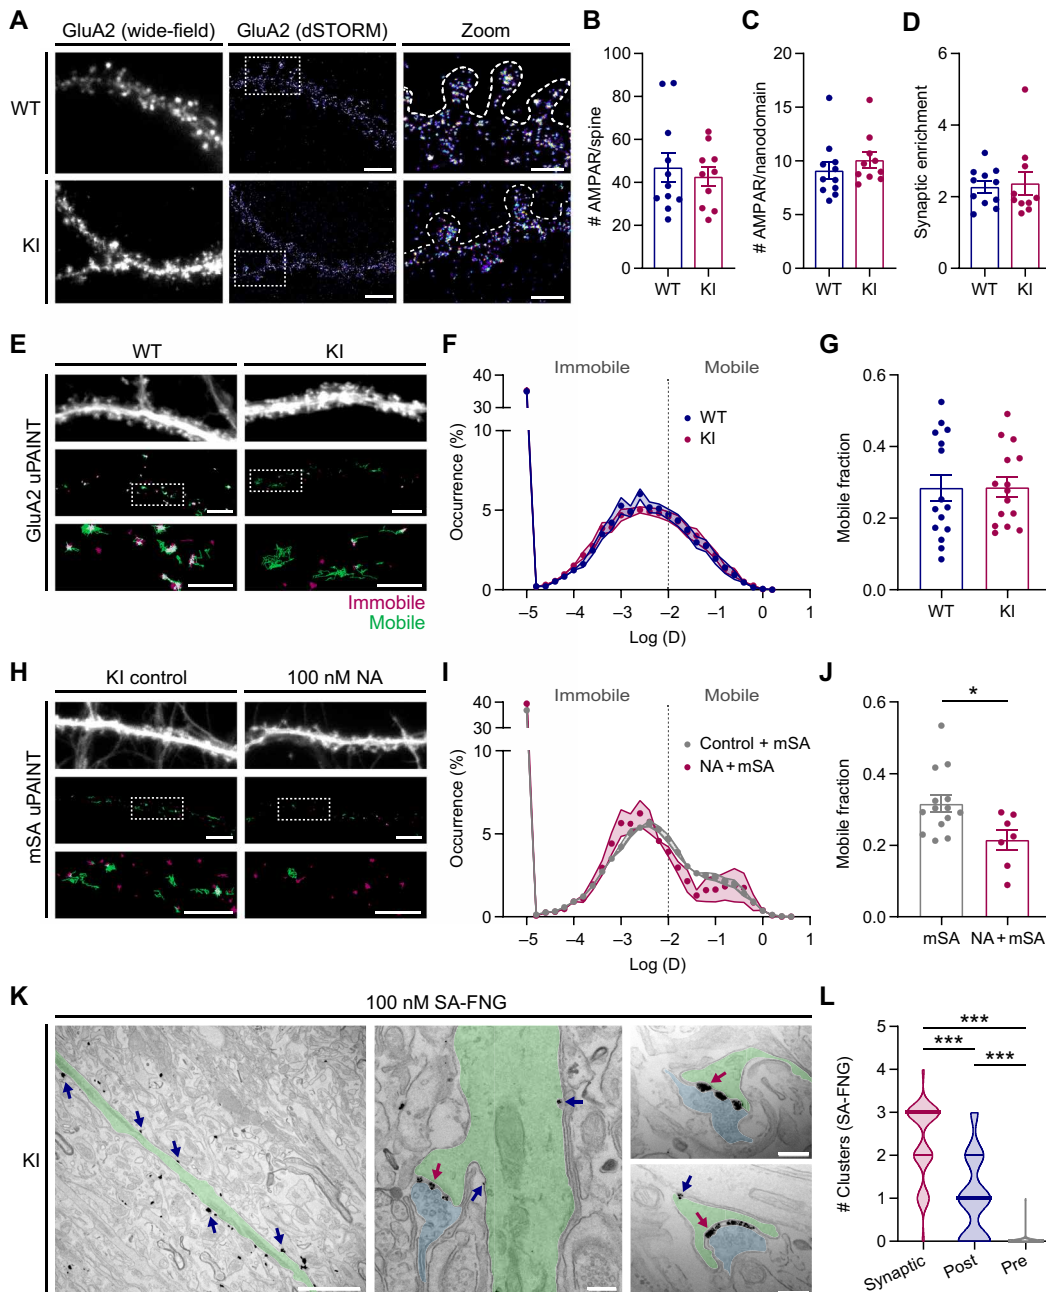 A
GluA2 (wide-field)
GluA2 (dSTORM)
Zoom
WT
KI
B
# AMPAR/spine
100
80
60
40
20
0
WT
KI
C
# AMPAR/nanodomain
20
15
10
5
0
WT
KI
D
Synaptic enrichment
6
4
2
0
WT
KI
E
WT
KI
GluA2 uPAINT
Immobile
Mobile
F
Immobile
Mobile
Occurrence (%)
40
30
10
5
0
WT
KI
–5
–4
–3
–2
–1
0
1
Log (D)
G
Mobile fraction
0.6
0.4
0.2
0.0
WT
KI
H
KI control
100 nM NA
mSA uPAINT
I
Immobile
Mobile
Occurrence (%)
40
30
10
5
0
Control + mSA
NA + mSA
–5
–4
–3
–2
–1
0
1
Log (D)
J
*
Mobile fraction
0.6
0.4
0.2
0.0
mSA
NA + mSA
K
100 nM SA-FNG
KI
L
***
***
***
# Clusters (SA-FNG)
5
4
3
2
1
0
Synaptic
Post
Pre